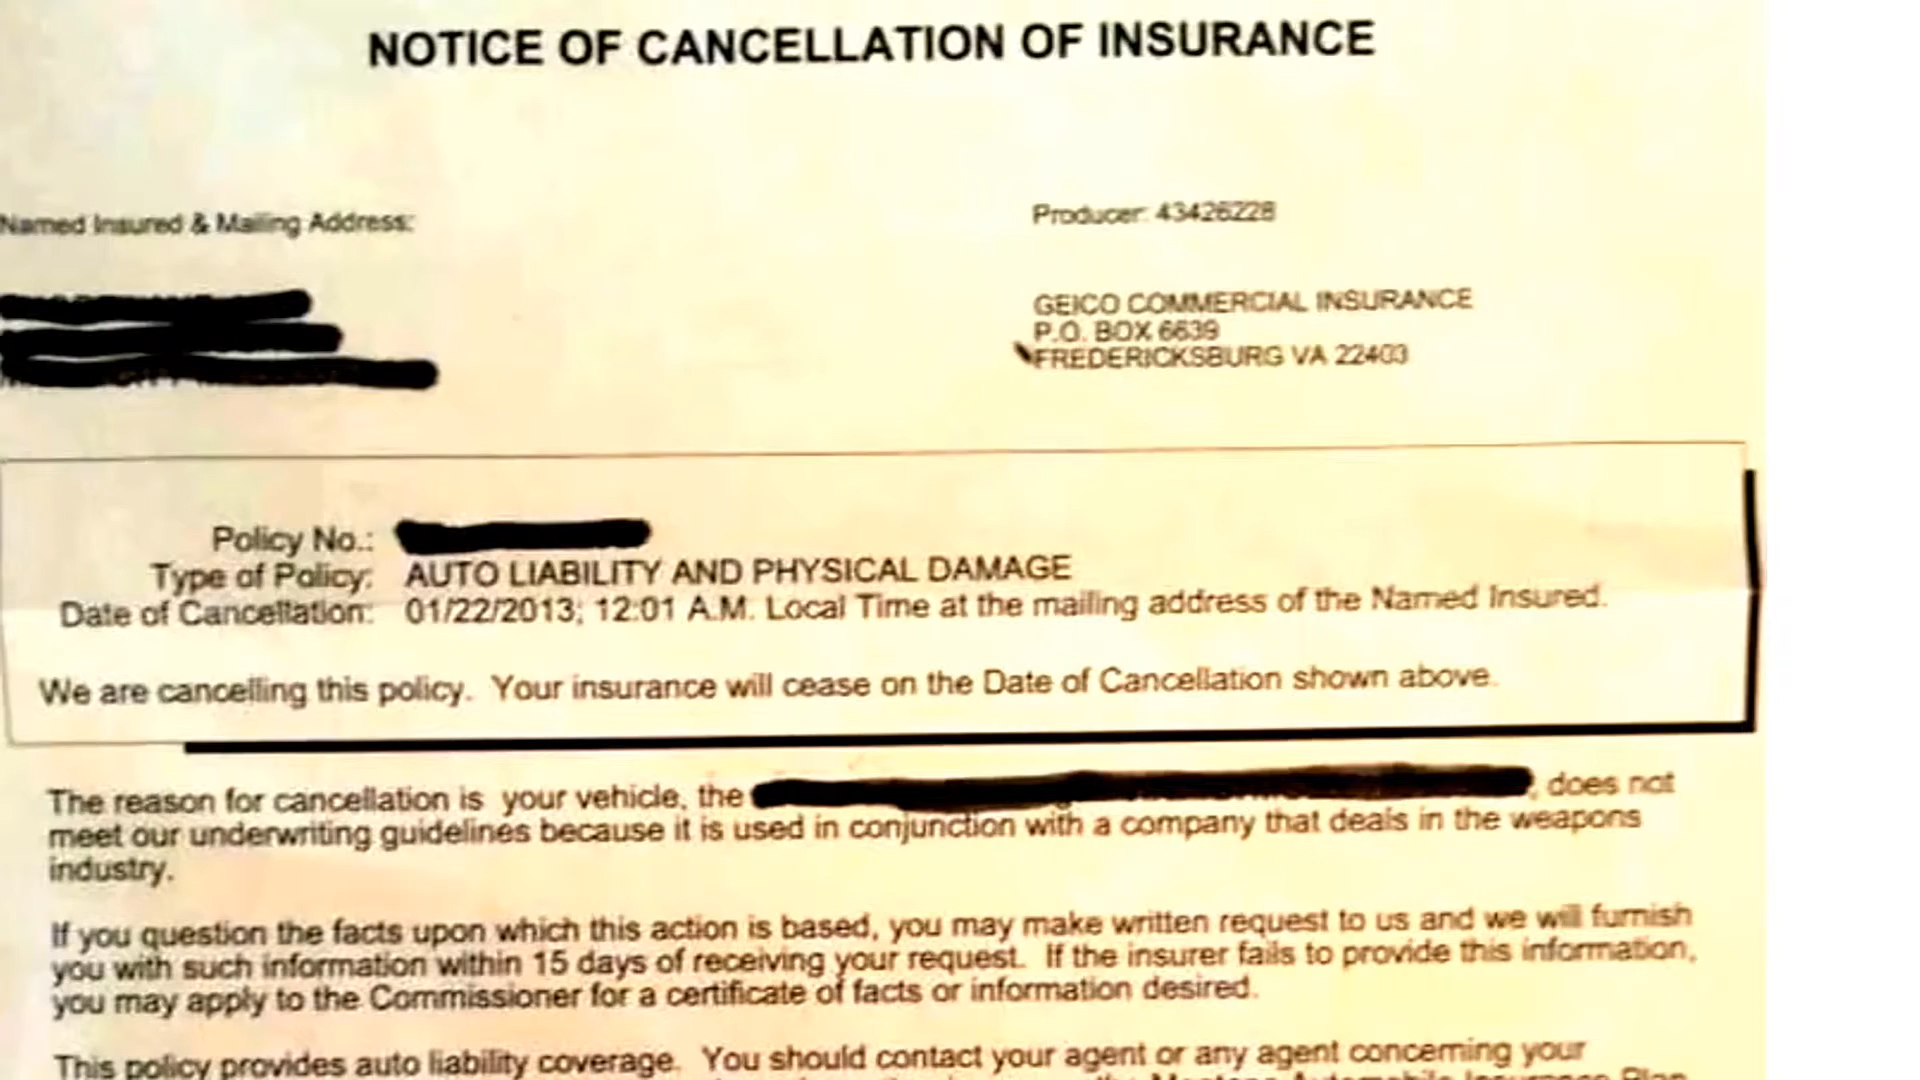 NOTICE OF CANCELLATION OF INSURANCE
Named Insured & Mailing Address:
Producer: 43426228
GEICO COMMERCIAL INSURANCE
P.O. BOX 6639
FREDERICKSBURG VA 22403
Policy No.:
Type of Policy: AUTO LIABILITY AND PHYSICAL DAMAGE
Date of Cancellation: 01/22/2013; 12:01 A.M. Local Time at the mailing address of the Named Insured.
We are cancelling this policy. Your insurance will cease on the Date of Cancellation shown above.
The reason for cancellation is your vehicle, the , does not
meet our underwriting guidelines because it is used in conjunction with a company that deals in the weapons
industry.
If you question the facts upon which this action is based, you may make written request to us and we will furnish
you with such information within 15 days of receiving your request. If the insurer fails to provide this information,
you may apply to the Commissioner for a certificate of facts or information desired.
This policy provides auto liability coverage. You should contact your agent or any agent concerning your
Montana Automobile Insurance Plan